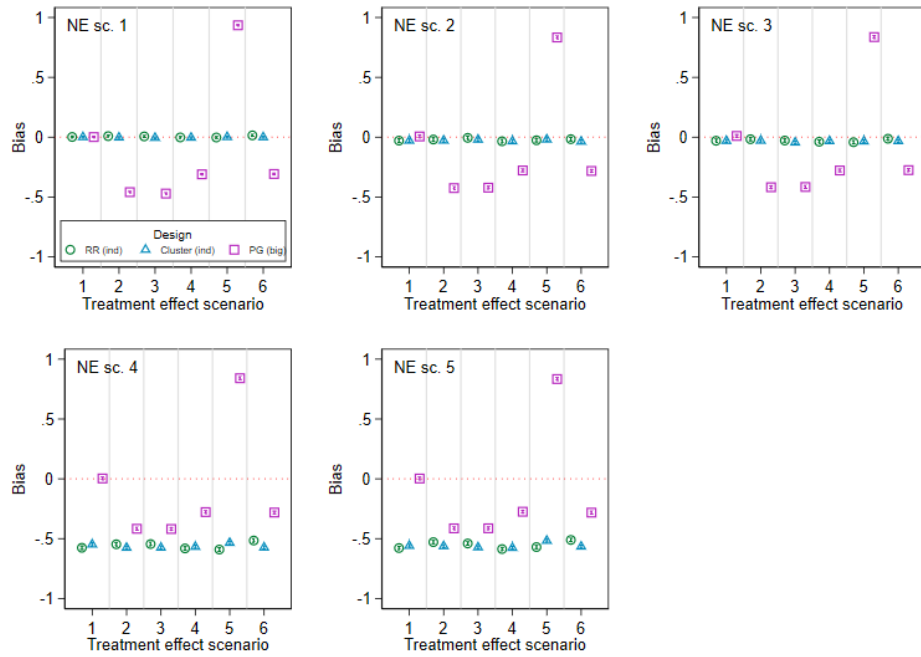 NE sc. 1
1
.5
0
-.5
-1
Bias
Design
RR (ind) Cluster (ind) PG (big)
1 2 3 4 5 6
Treatment effect scenario
NE sc. 2
1
.5
0
-.5
-1
Bias
1 2 3 4 5 6
Treatment effect scenario
NE sc. 3
1
.5
0
-.5
-1
Bias
1 2 3 4 5 6
Treatment effect scenario
NE sc. 4
1
.5
0
-.5
-1
Bias
1 2 3 4 5 6
Treatment effect scenario
NE sc. 5
1
.5
0
-.5
-1
Bias
1 2 3 4 5 6
Treatment effect scenario